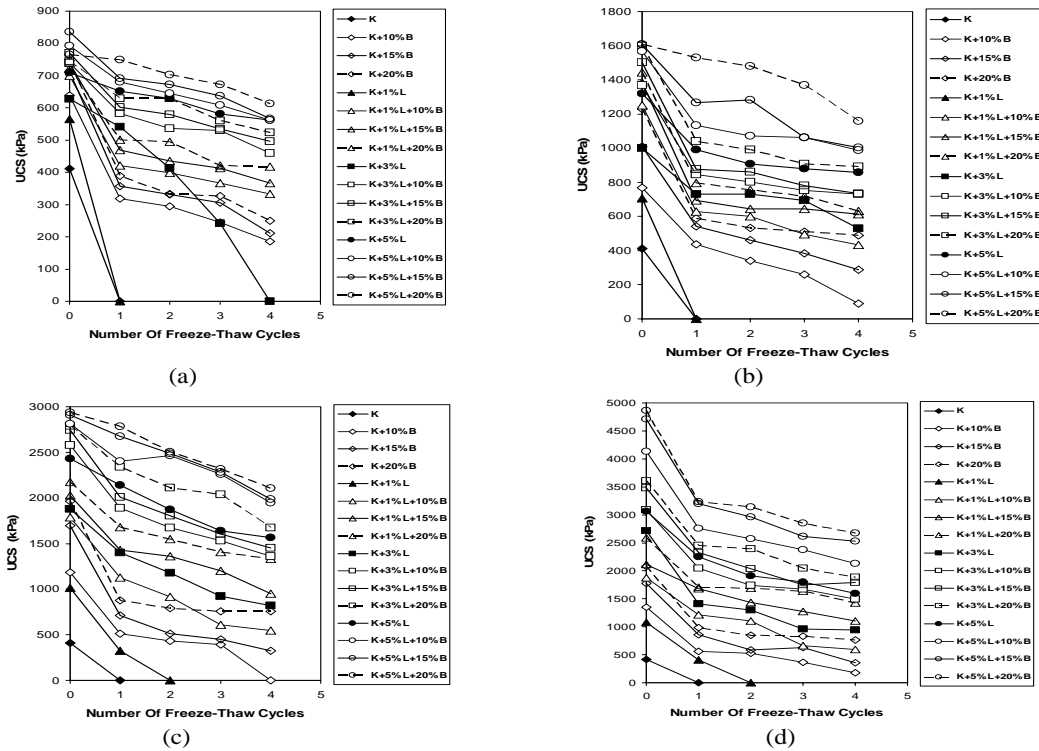 900
800
700
600
500
400
300
200
100
0
UCS (kPa)
0 1 2 3 4 5
Number Of Freeze-Thaw Cycles
K
K+10%B
K+15%B
K+20%B
K+1%L
K+1%L+10%B
K+1%L+15%B
K+1%L+20%B
K+3%L
K+3%L+10%B
K+3%L+15%B
K+3%L+20%B
K+5%L
K+5%L+10%B
K+5%L+15%B
K+5%L+20%B
(a)
1800
1600
1400
1200
1000
800
600
400
200
0
UCS (kPa)
0 1 2 3 4 5
Number Of Freeze-Thaw Cycles
K
K+10%B
K+15%B
K+20%B
K+1%L
K+1%L+10%B
K+1%L+15%B
K+1%L+20%B
K+3%L
K+3%L+10%B
K+3%L+15%B
K+3%L+20%B
K+5%L
K+5%L+10%B
K+5%L+15%B
K+5%L+20%B
(b)
3000
2500
2000
1500
1000
500
0
UCS (kPa)
0 1 2 3 4 5
Number Of Freeze-Thaw Cycles
K
K+10%B
K+15%B
K+20%B
K+1%L
K+1%L+10%B
K+1%L+15%B
K+1%L+20%B
K+3%L
K+3%L+10%B
K+3%L+15%B
K+3%L+20%B
K+5%L
K+5%L+10%B
K+5%L+15%B
K+5%L+20%B
(c)
5000
4500
4000
3500
3000
2500
2000
1500
1000
500
0
UCS (kPa)
0 1 2 3 4 5
Number Of Freeze-Thaw Cycles
K
K+10%B
K+15%B
K+20%B
K+1%L
K+1%L+10%B
K+1%L+15%B
K+1%L+20%B
K+3%L
K+3%L+10%B
K+3%L+15%B
K+3%L+20%B
K+5%L
K+5%L+10%B
K+5%L+15%B
K+5%L+20%B
(d)